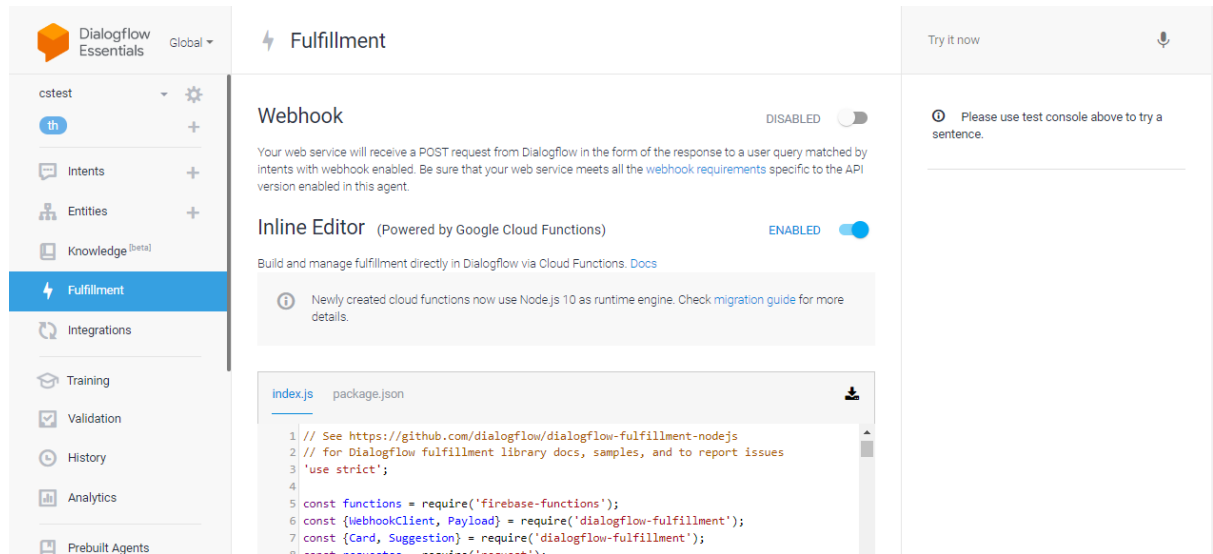 Dialogflow
Essentials
Global
cstest
th
Intents
Entities
Knowledge [beta]
Fulfillment
Integrations
Training
Validation
History
Analytics
Prebuilt Agents
Fulfillment
Webhook
DISABLED
Your web service will receive a POST request from Dialogflow in the form of the response to a user query matched by
intents with webhook enabled. Be sure that your web service meets all the webhook requirements specific to the API
version enabled in this agent.
Inline Editor (Powered by Google Cloud Functions)
ENABLED
Build and manage fulfillment directly in Dialogflow via Cloud Functions. Docs
Newly created cloud functions now use Node.js 10 as runtime engine. Check migration guide for more
details.
index.js package.json
1 // See https://github.com/dialogflow/dialogflow-fulfillment-nodejs
2 // for Dialogflow fulfillment library docs, samples, and to report issues
3 'use strict';
4
5 const functions = require('firebase-functions');
6 const {WebhookClient, Payload} = require('dialogflow-fulfillment');
7 const {Card, Suggestion} = require('dialogflow-fulfillment');
Try it now
Please use test console above to try a
sentence.